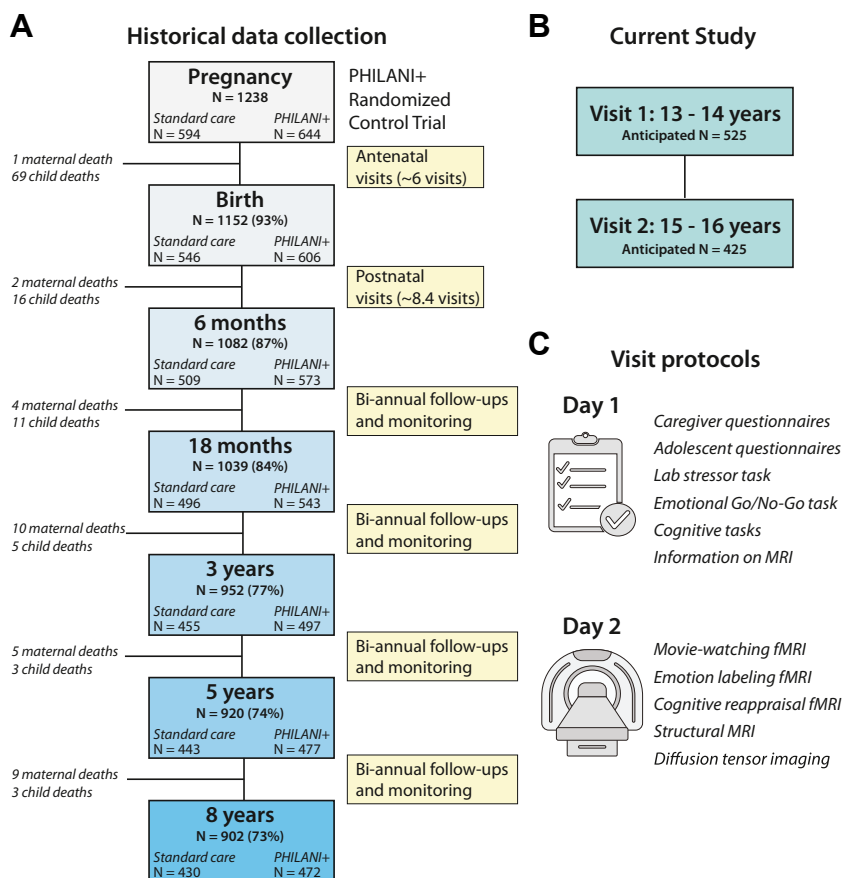 A
Historical data collection
Pregnancy
N = 1238
Standard care PHILANI+
N = 594 N = 644
PHILANI+
Randomized
Control Trial
1 maternal death
69 child deaths
Antenatal
visits (~6 visits)
Birth
N = 1152 (93%)
Standard care PHILANI+
N = 546 N = 606
2 maternal deaths
16 child deaths
Postnatal
visits (~8.4 visits)
6 months
N = 1082 (87%)
Standard care PHILANI+
N = 509 N = 573
4 maternal deaths
11 child deaths
Bi-annual follow-ups
and monitoring
18 months
N = 1039 (84%)
Standard care PHILANI+
N = 496 N = 543
10 maternal deaths
5 child deaths
Bi-annual follow-ups
and monitoring
3 years
N = 952 (77%)
Standard care PHILANI+
N = 455 N = 497
5 maternal deaths
3 child deaths
Bi-annual follow-ups
and monitoring
5 years
N = 920 (74%)
Standard care PHILANI+
N = 443 N = 477
9 maternal deaths
3 child deaths
Bi-annual follow-ups
and monitoring
8 years
N = 902 (73%)
Standard care PHILANI+
N = 430 N = 472
B
Current Study
Visit 1: 13 - 14 years
Anticipated N = 525
Visit 2: 15 - 16 years
Anticipated N = 425
C
Visit protocols
Day 1
Caregiver questionnaires
Adolescent questionnaires
Lab stressor task
Emotional Go/No-Go task
Cognitive tasks
Information on MRI
Day 2
Movie-watching fMRI
Emotion labeling fMRI
Cognitive reappraisal fMRI
Structural MRI
Diffusion tensor imaging